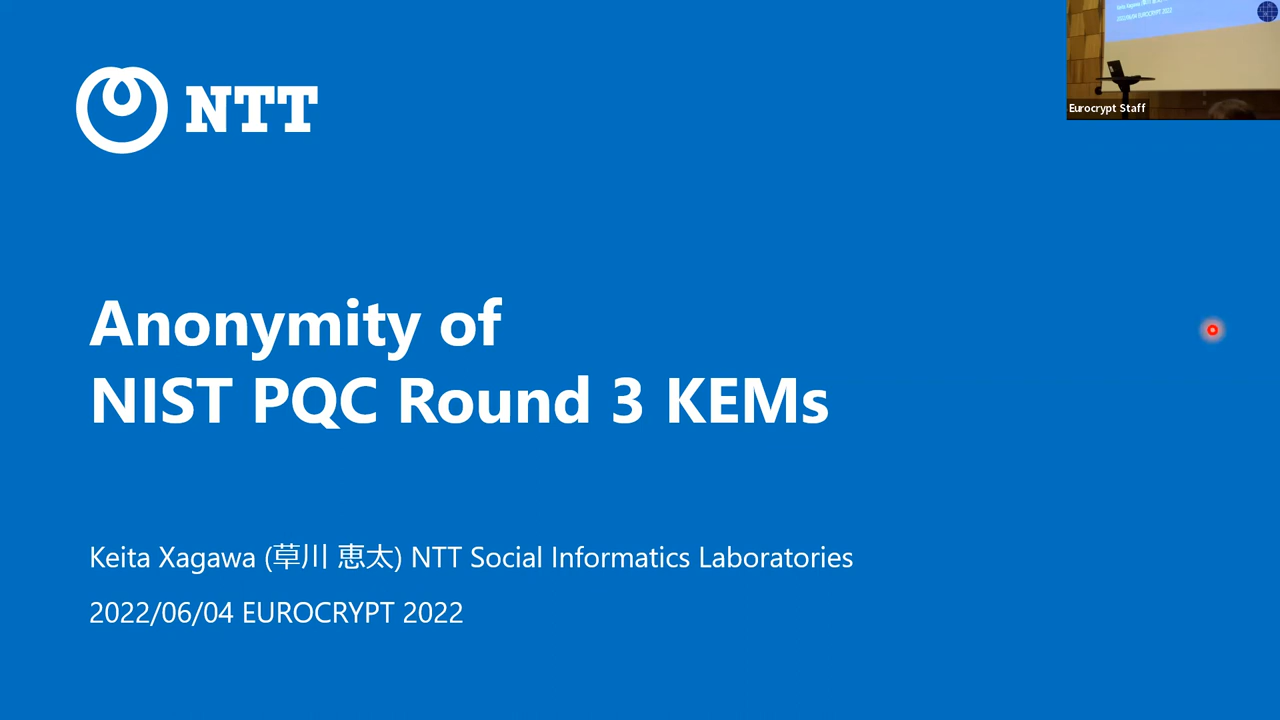 NTT
Anonymity of
NIST PQC Round 3 KEMs
Keita Xagawa (草川 恵太) NTT Social Informatics Laboratories
2022/06/04 EUROCRYPT 2022
Eurocrypt Staff